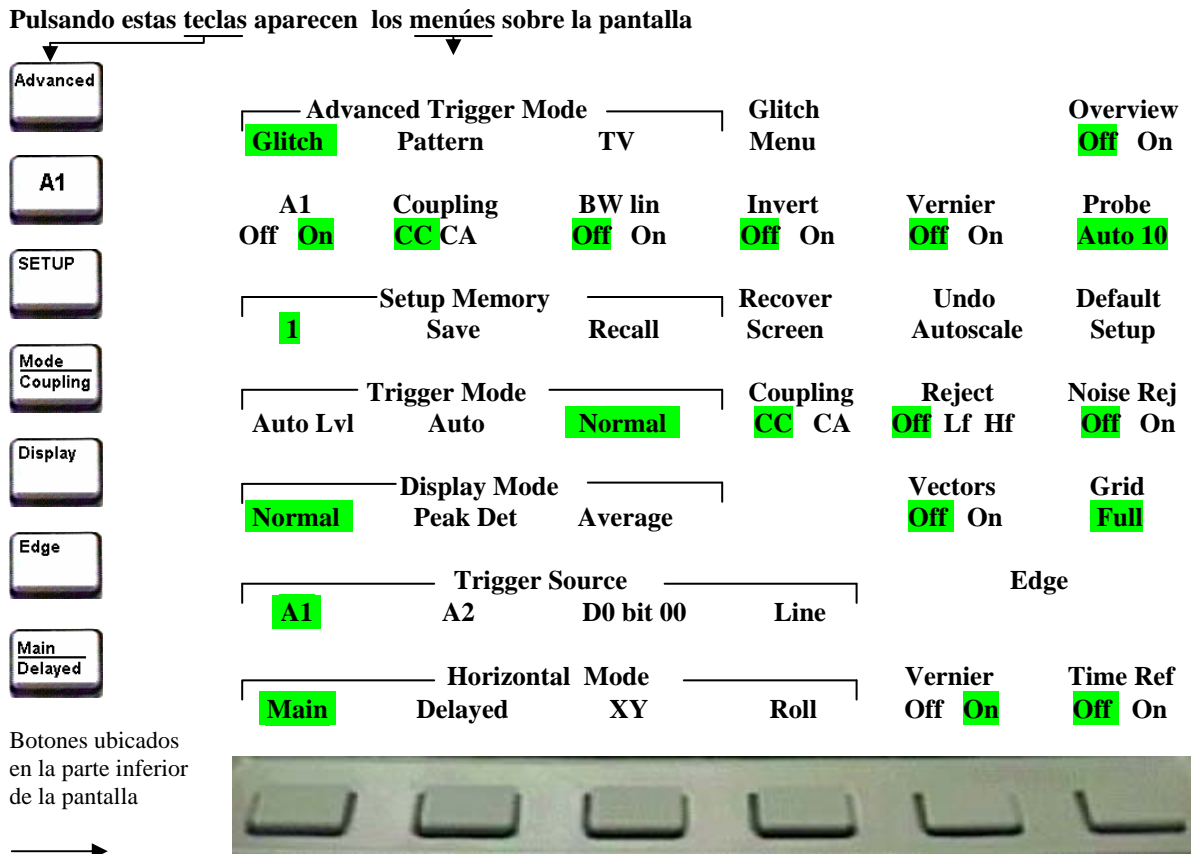 Pulsando estas teclas aparecen los menúes sobre la pantalla
Advanced
Advanced Trigger Mode Glitch Overview
Glitch Pattern TV Menu Off On
A1
A1 Coupling BW lin Invert Vernier Probe
Off On CC CA Off On Off On Off On Auto 10
SETUP
Setup Memory Recover Undo Default
1 Save Recall Screen Autoscale Setup
Mode
Coupling
Trigger Mode Coupling Reject Noise Rej
Auto Lvl Auto Normal CC CA Off Lf Hf Off On
Display
Display Mode Vectors Grid
Normal Peak Det Average Off On Full
Edge
Trigger Source Edge
A1 A2 D0 bit 00 Line
Main
Delayed
Horizontal Mode Vernier Time Ref
Main Delayed XY Roll Off On Off On
Botones ubicados
en la parte inferior
de la pantalla